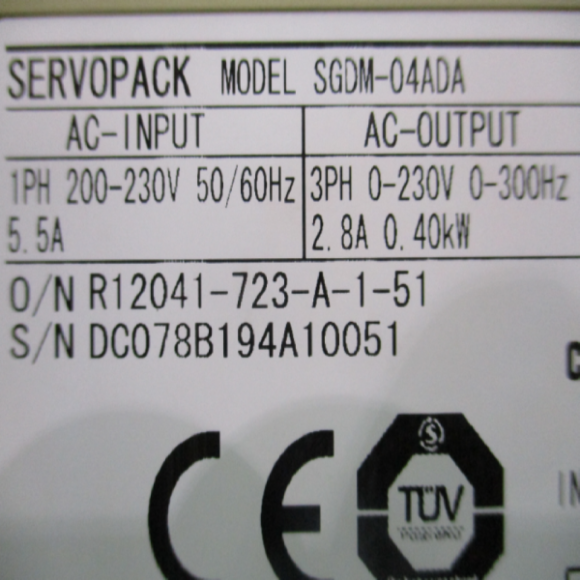 SERVOPACK MODEL SGDM-04ADA
AC-INPUT AC-OUTPUT
1PH 200-230V 50/60Hz 3PH 0-230V 0-300Hz
5.5A 2.8A 0.40kW
O/N R12041-723-A-1-51
S/N DC078B194A10051
C
CE
TÜV
IN